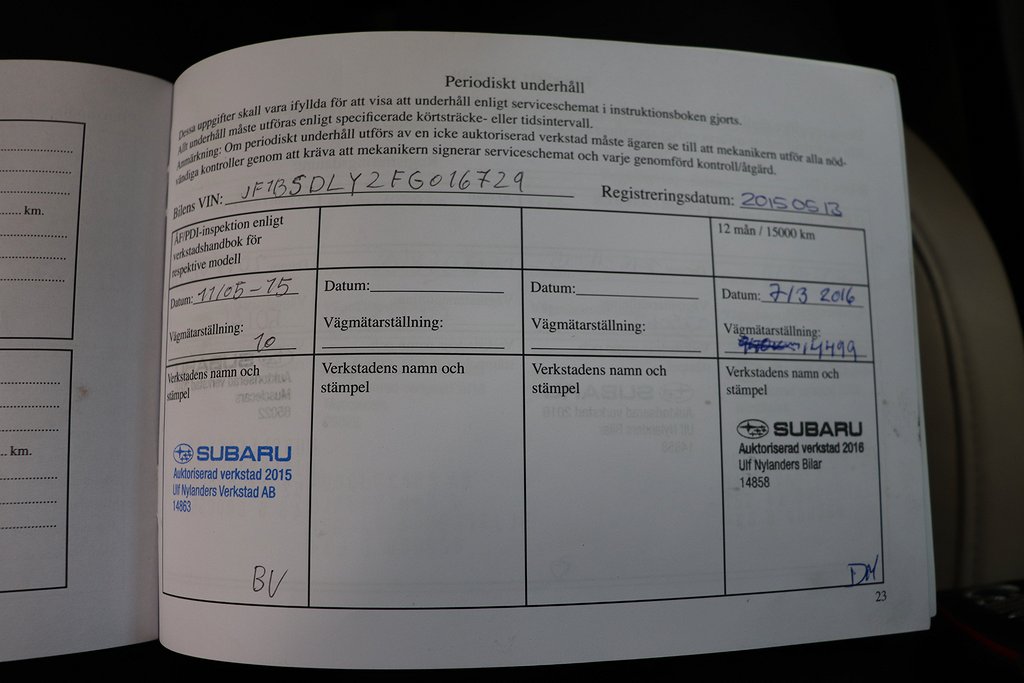 Periodiskt underhåll
Dessa uppgifter skall vara ifyllda för att visa att underhåll enligt serviceschemat i instruktionsboken gjorts.
Allt underhåll måste utföras enligt specificerade körtsträcke- eller tidsintervall.
Anmärkning: Om periodiskt underhåll utförs av en icke auktoriserad verkstad måste ägaren se till att mekanikern utför alla nöd-
vändiga kontroller genom att kräva att mekanikern signerar serviceschemat och varje genomförd kontroll/åtgärd.
Bilens VIN: JF1BSDLY2FG016729 Registreringsdatum: 20150513
ÄF/PDI-inspektion enligt
verkstadshandbok för
respektive modell
12 mån / 15000 km
Datum: 11/05-15
Datum:
Datum:
Datum: 7/3 2016
Vägmätarställning:
10
Vägmätarställning:
Vägmätarställning:
Vägmätarställning:
14499
Verkstadens namn och
stämpel
Verkstadens namn och
stämpel
Verkstadens namn och
stämpel
Verkstadens namn och
stämpel
SUBARU
Auktoriserad verkstad 2015
Ulf Nylanders Verkstad AB
14863
BV
SUBARU
Auktoriserad verkstad 2016
Ulf Nylanders Bilar
14858
DM
23
km.
km.